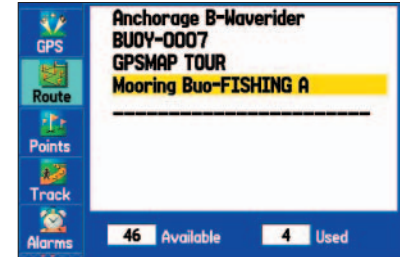 GPS
Route
Points
Track
Alarms
Anchorage B-Waverider
BUOY-0007
GPSMAP TOUR
Mooring Buo-FISHING A
-----------------------
46 Available
4 Used